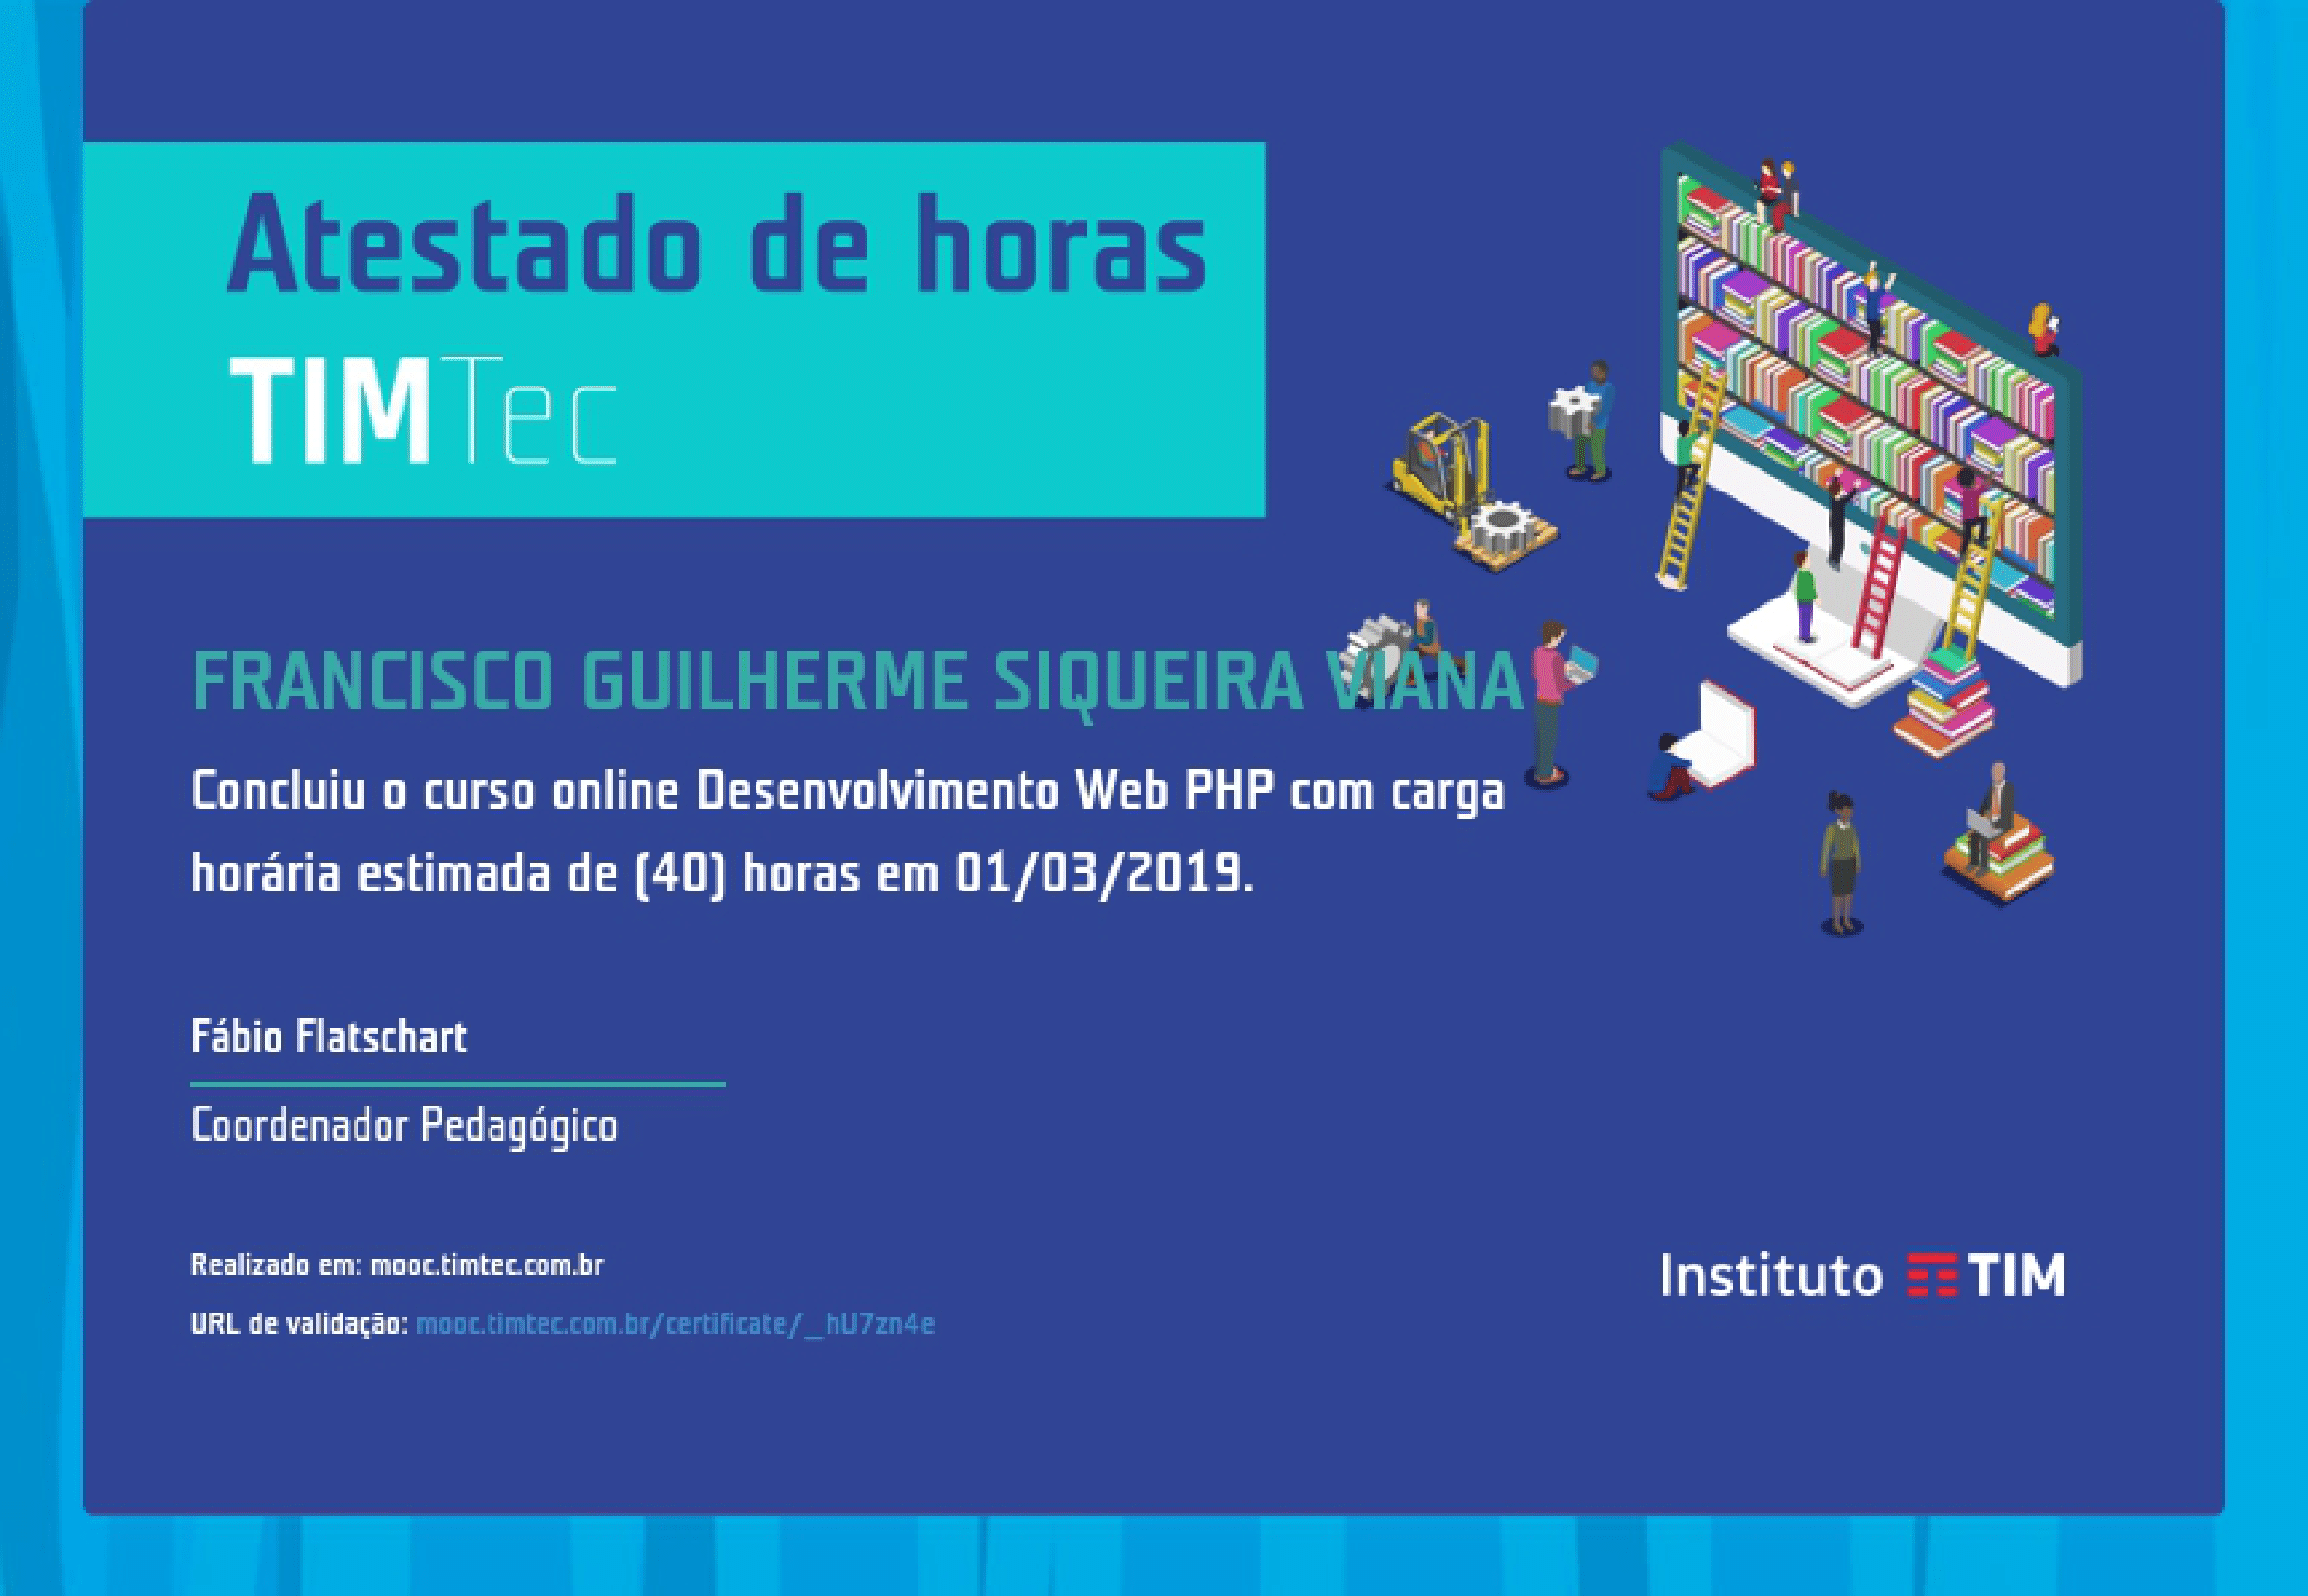 Atestado de horas
TIMTec
FRANCISCO GUILHERME SIQUEIRA VIANA
Concluiu o curso online Desenvolvimento Web PHP com carga
horária estimada de (40) horas em 01/03/2019.
Fábio Flatschart
Coordenador Pedagógico
Realizado em: mooc.timtec.com.br
URL de validação: mooc.timtec.com.br/certificate/_hU7zn4e
Instituto TIM